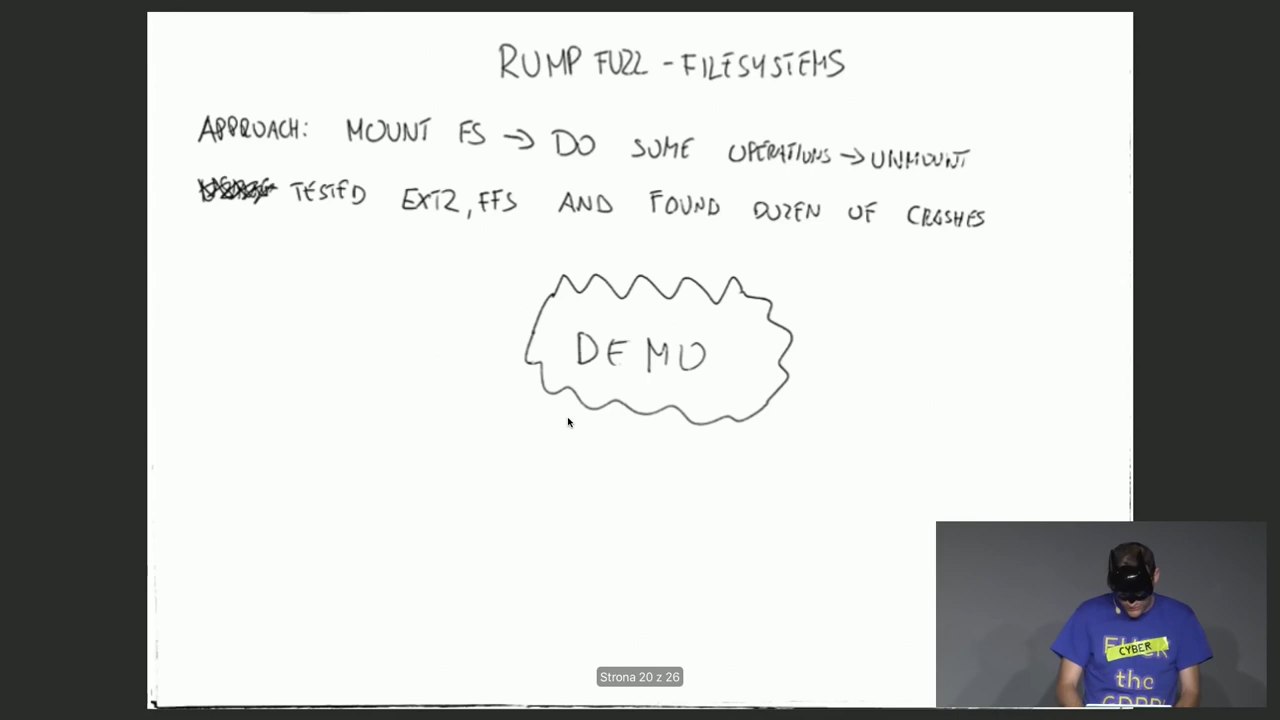 RUMP FUZZ - FILESYSTEMS
APPROACH: MOUNT FS → DO SOME OPERATIONS → UNMOUNT
TESTED EXT2, FFS AND FOUND DOZEN OF CRASHES
DEMO
Strona 20 z 26
CYBER
the
GDPR